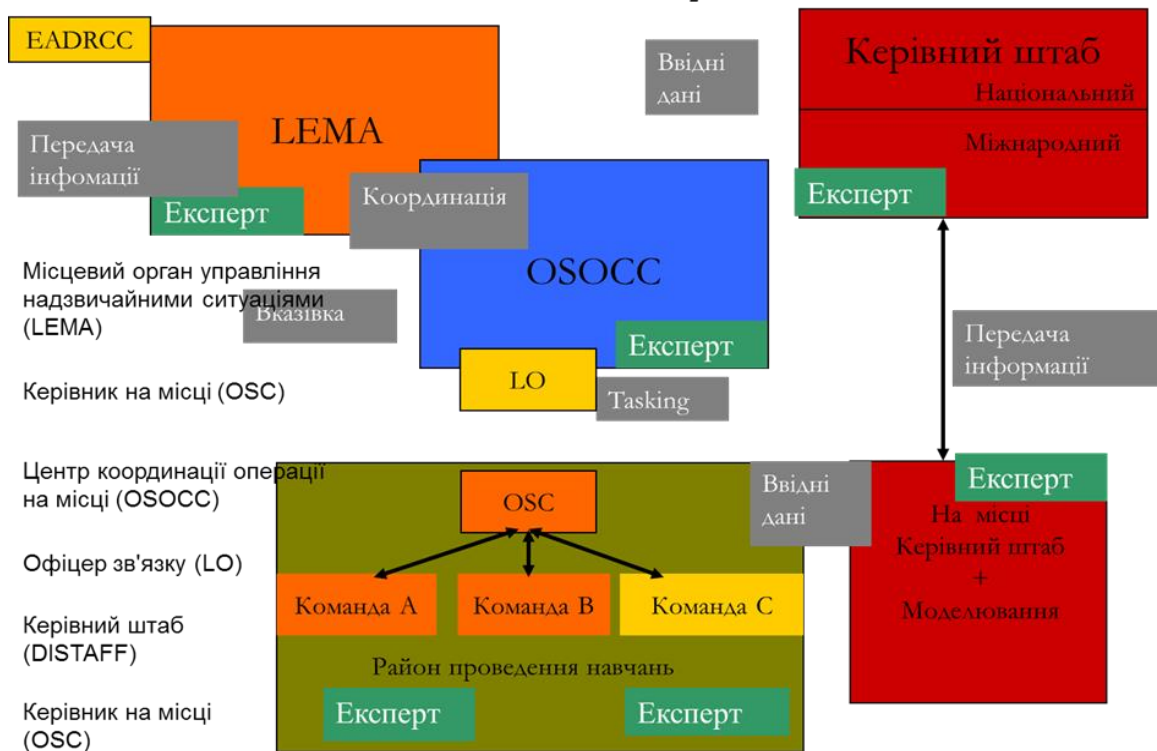 EADRCC
LEMA
Передача
інфомації
Експерт
Координація
OSOCC
Експерт
LO
Tasking
Вказівка
Ввідні
дані
Керівний штаб
Національний
Міжнародний
Експерт
Передача
інформації
Місцевий орган управління
надзвичайними ситуаціями
(LEMA)
Керівник на місці (OSC)
Центр координації операції
на місці (OSOCC)
Офіцер зв'язку (LO)
Керівний штаб
(DISTAFF)
Керівник на місці
(OSC)
OSC
Команда А
Команда В
Команда С
Район проведення навчань
Експерт
Експерт
Ввідні
дані
Експерт
На місці
Керівний штаб
+
Моделювання